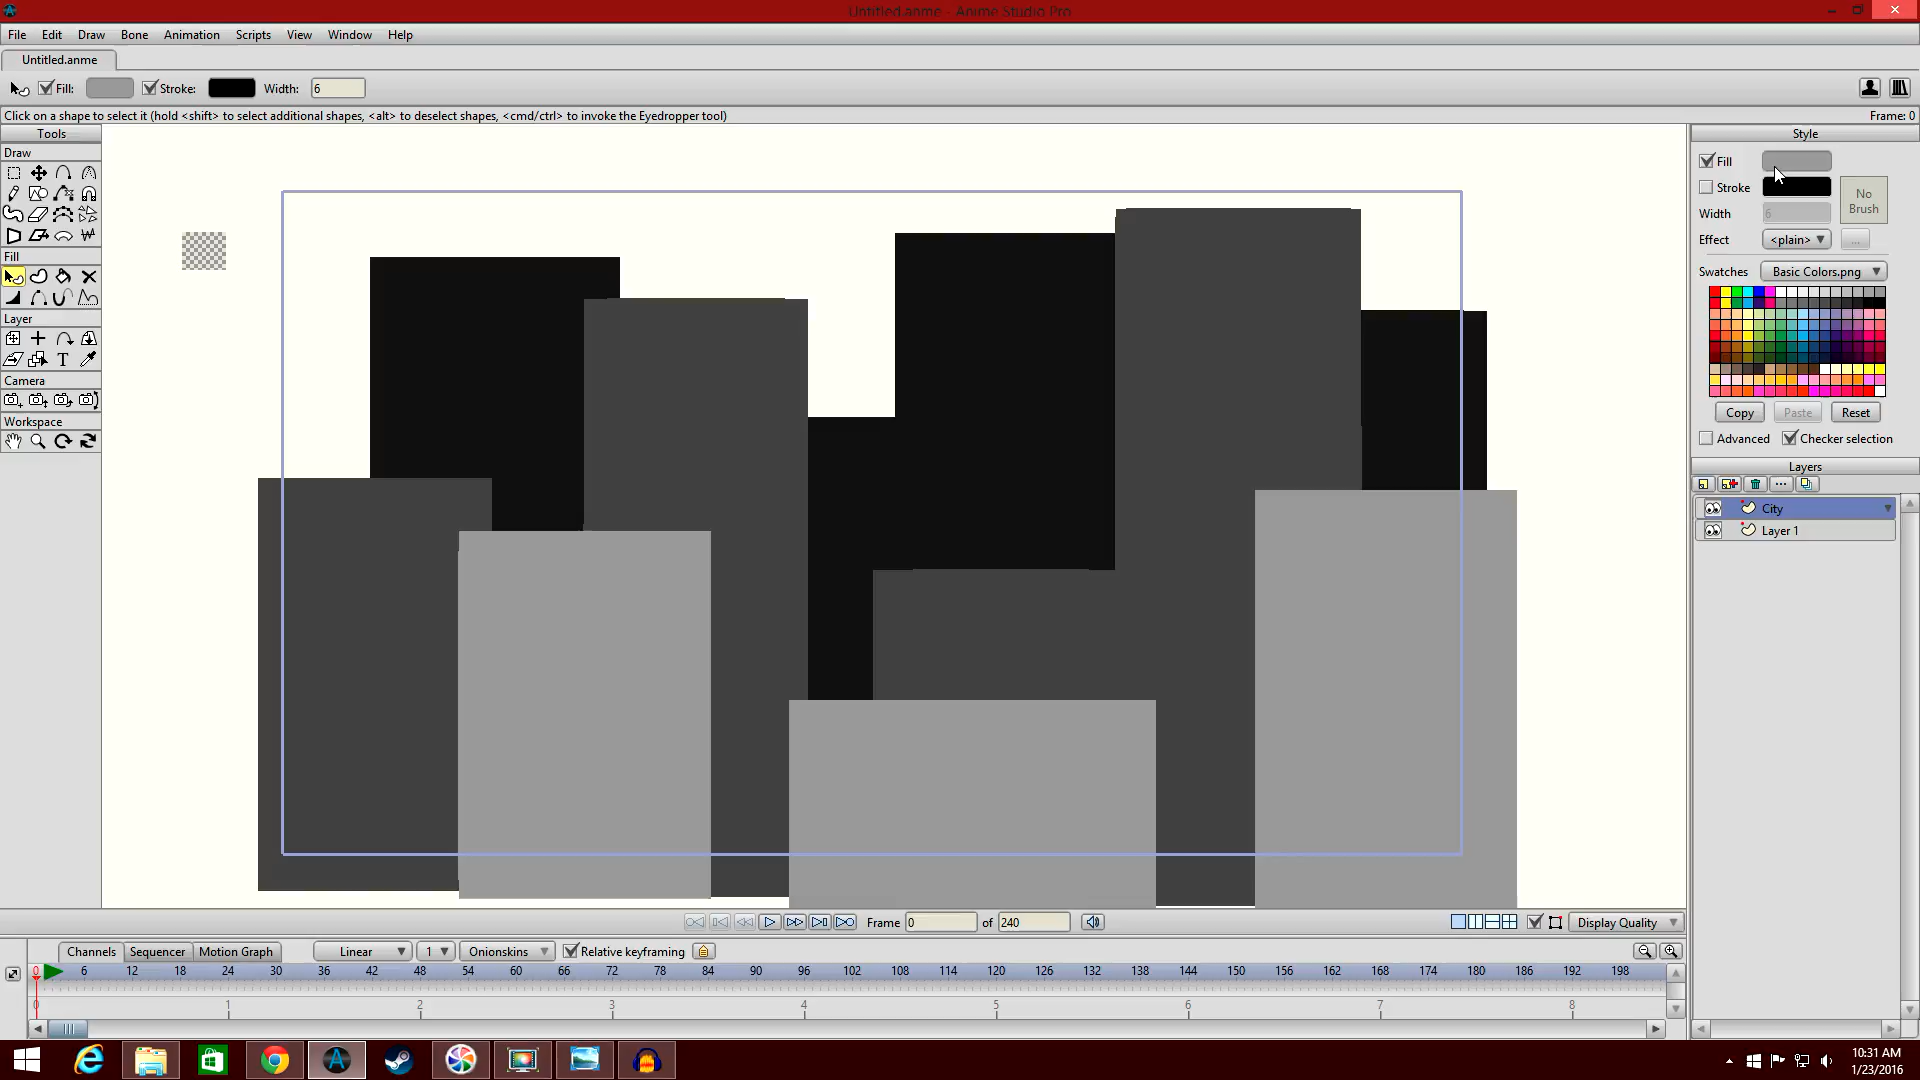 Untitled.anme - Anime Studio Pro
File Edit Draw Bone Animation Scripts View Window Help
Untitled.anme
Fill: Stroke: Width: 6
Click on a shape to select it (hold <shift> to select additional shapes, <alt> to deselect shapes, <cmd/ctrl> to invoke the Eyedropper tool) Frame: 0
Tools
Draw
Fill
Layer
T
Camera
Workspace
Style
Fill
Stroke
No Brush
Width 6
Effect <plain> ...
Swatches Basic Colors.png
Copy Paste Reset
Advanced Checker selection
Layers
City
Layer 1
Frame 0 of 240 Display Quality
Channels Sequencer Motion Graph Linear 1 Onionskins Relative keyframing
0 6 12 18 24 30 36 42 48 54 60 66 72 78 84 90 96 102 108 114 120 126 132 138 144 150 156 162 168 174 180 186 192 198
0 1 2 3 4 5 6 7 8
10:31 AM
1/23/2016